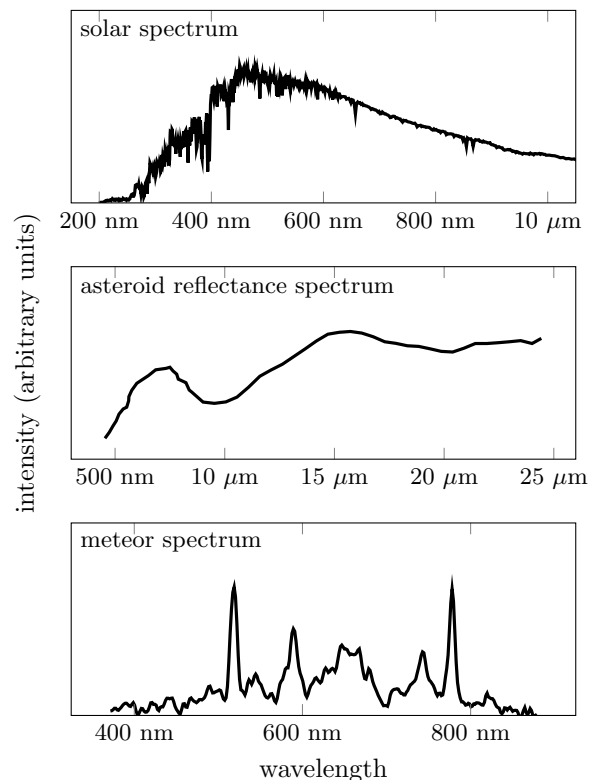 solar spectrum
200 nm 400 nm 600 nm 800 nm 10 μm
intensity (arbitrary units)
asteroid reflectance spectrum
500 nm 10 μm 15 μm 20 μm 25 μm
meteor spectrum
400 nm 600 nm 800 nm
wavelength